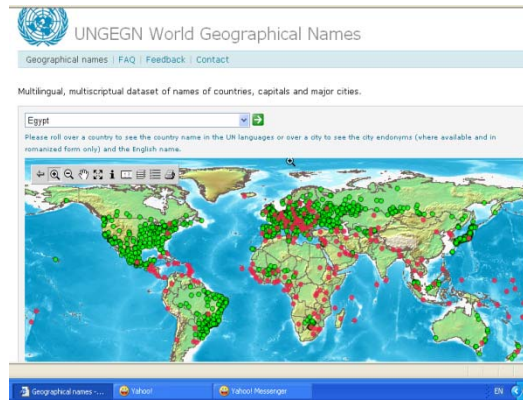 UNGEGN World Geographical Names
Geographical names | FAQ | Feedback | Contact
Multilingual, multiscriptual dataset of names of countries, capitals and major cities.
Egypt
Please roll over a country to see the country name in the UN languages or over a city to see the city endonyms (where available and in
romanized form only) and the English name.
Geographical names -...
Yahoo!
Yahoo! Messenger
EN